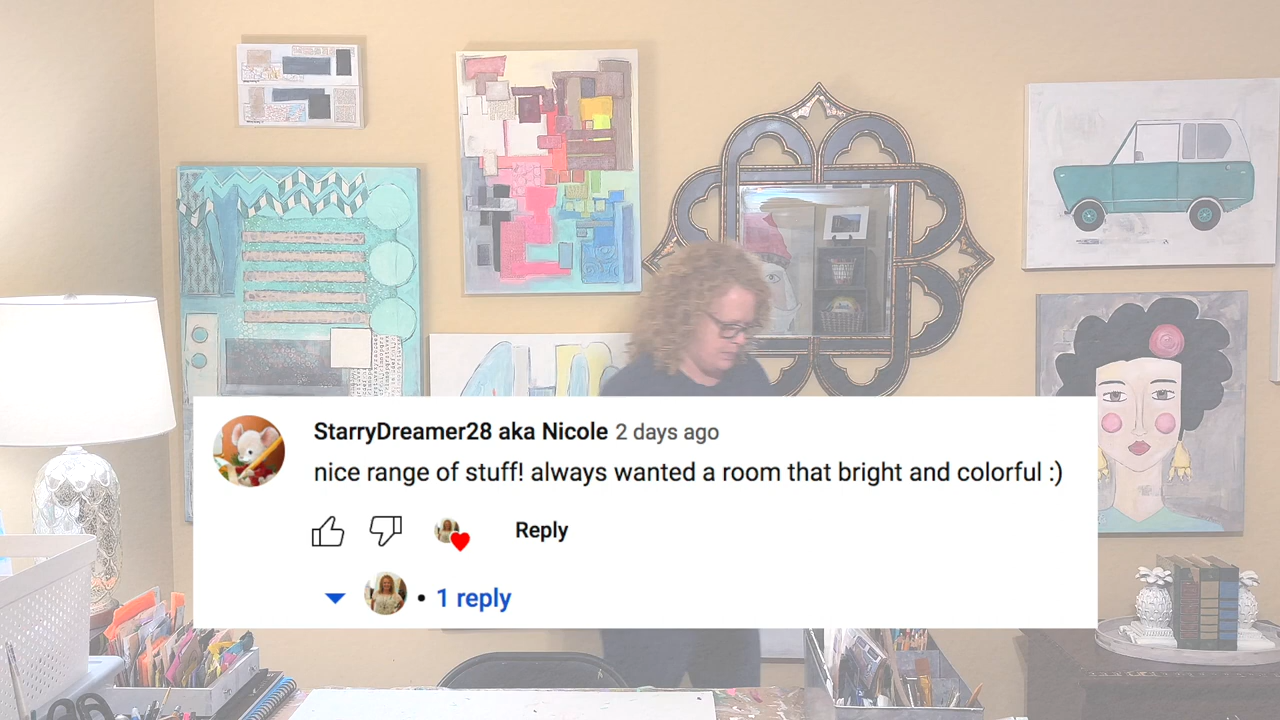 StarryDreamer28 aka Nicole 2 days ago
nice range of stuff! always wanted a room that bright and colorful :)
Reply
• 1 reply